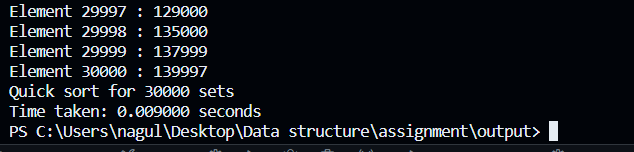 Element 29997 : 129000
Element 29998 : 135000
Element 29999 : 137999
Element 30000 : 139997
Quick sort for 30000 sets
Time taken: 0.009000 seconds
PS C:\Users\nagul\Desktop\Data structure\assignment\output>